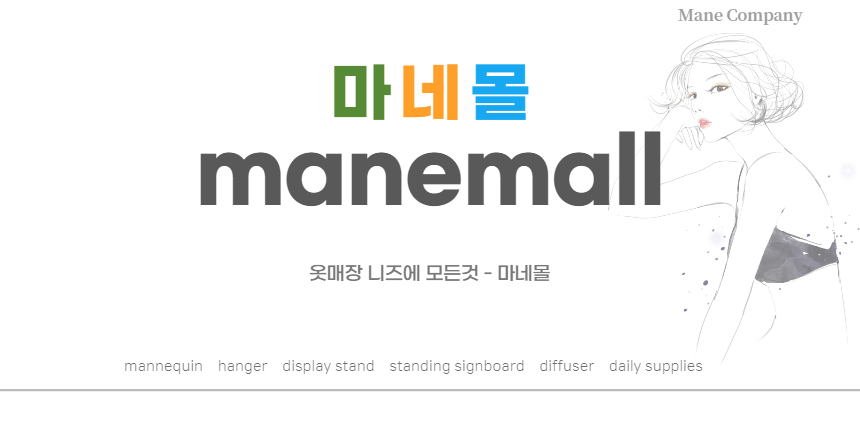 Mane Company
마네몰
manemall
옷매장 니즈에 모든것 - 마네몰
mannequin hanger display stand standing signboard diffuser daily supplies